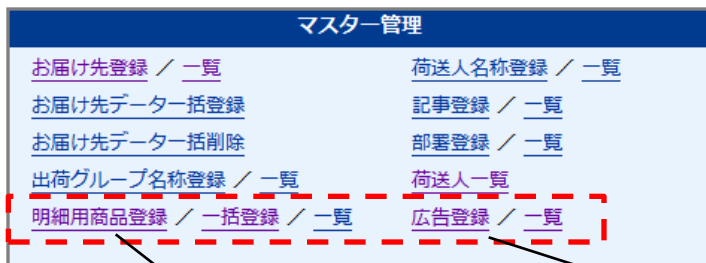 マスター管理
お届け先登録 ／ 一覧 荷送人名称登録 ／ 一覧
お届け先データ一括登録 記事登録 ／ 一覧
お届け先データ一括削除 部署登録 ／ 一覧
出荷グループ名称登録 ／ 一覧 荷送人一覧
明細用商品登録 ／ 一括登録 ／ 一覧 広告登録 ／ 一覧